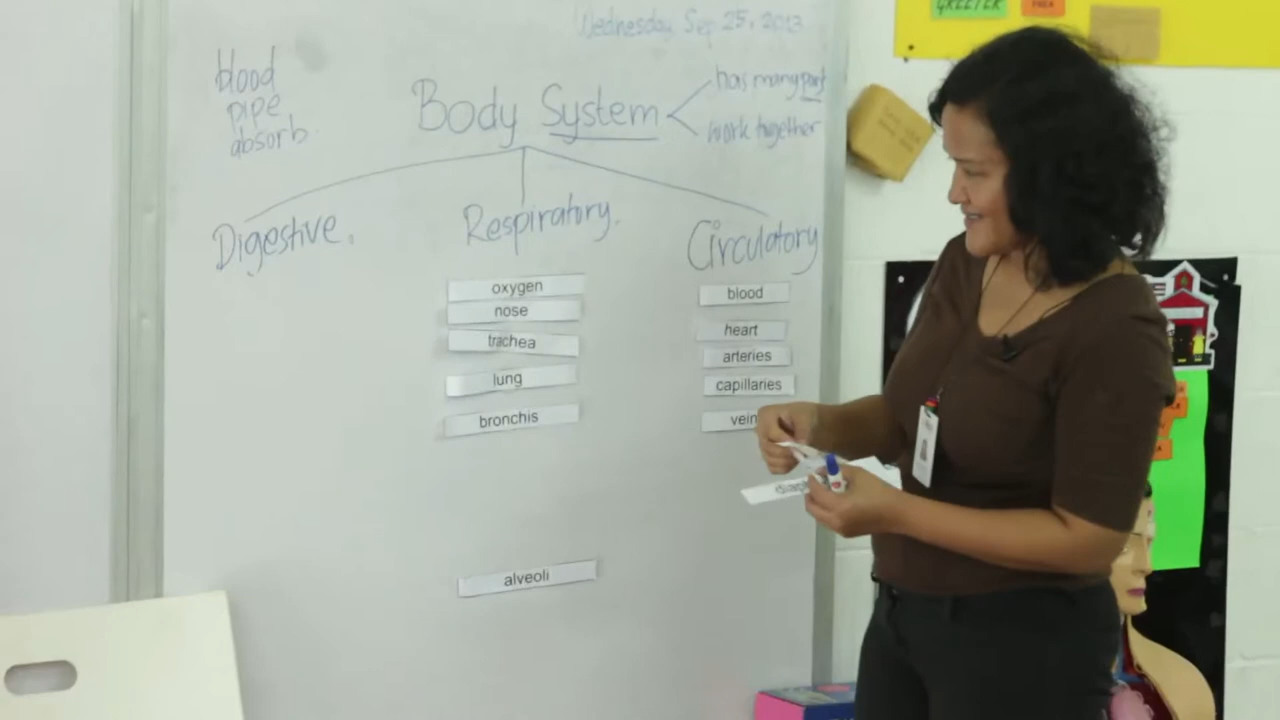 GREETER
Wednesday, Sep 25, 2013
blood
pipe
absorb
Body System
has many part
work together
Digestive.
Respiratory.
Circulatory
oxygen
nose
trachea
lung
bronchis
alveoli
blood
heart
arteries
capillaries
vein